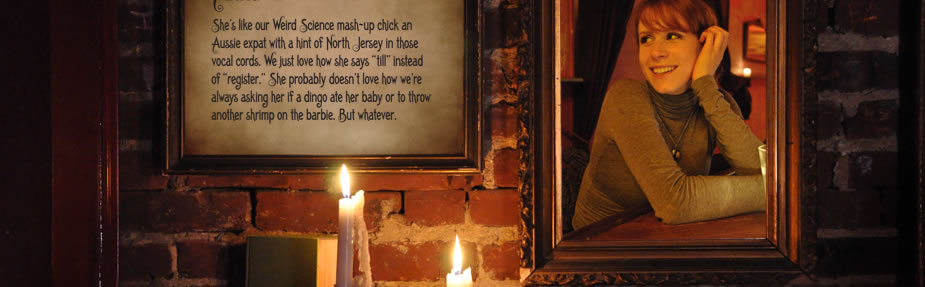 She's like our Weird Science mash-up chick an
Aussie expat with a hint of North Jersey in those
vocal cords. We just love how she says "till" instead
of "register." She probably doesn't love how we're
always asking her if a dingo ate her baby or to throw
another shrimp on the barbie. But whatever.